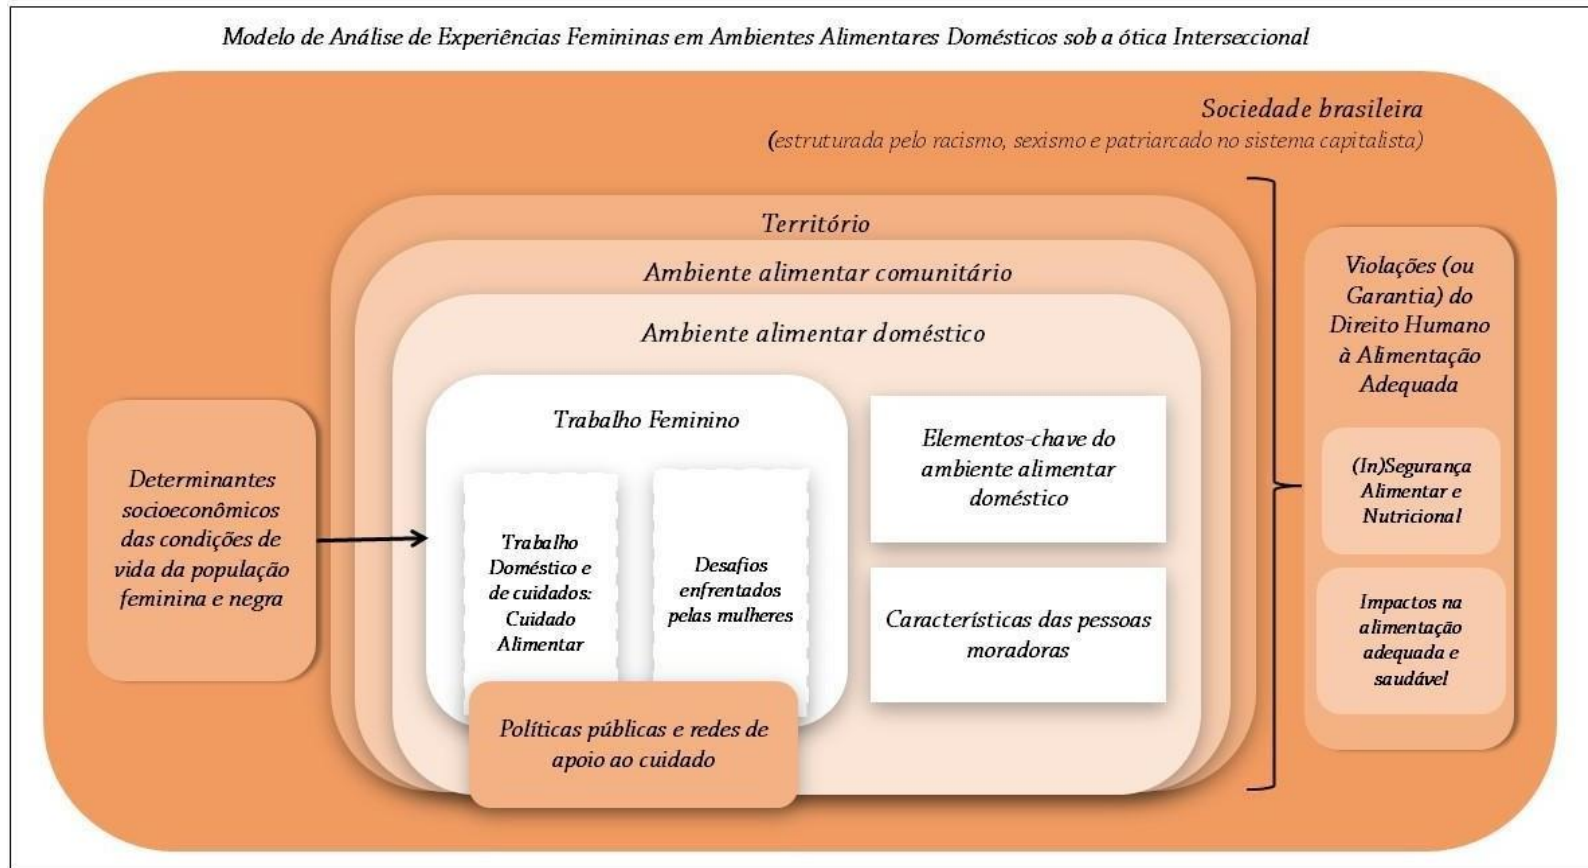 Modelo de Análise de Experiências Femininas em Ambientes Alimentares Domésticos sob a ótica Interseccional
Sociedade brasileira
(estruturada pelo racismo, sexismo e patriarcado no sistema capitalista)
Território
Ambiente alimentar comunitário
Ambiente alimentar doméstico
Determinantes
socioeconômicos
das condições de
vida da população
feminina e negra
Trabalho Feminino
Trabalho
Doméstico e
de cuidados:
Cuidado
Alimentar
Desafios
enfrentados
pelas mulheres
Políticas públicas e redes de
apoio ao cuidado
Elementos-chave do
ambiente alimentar
doméstico
Características das pessoas
moradoras
Violações (ou
Garantia) do
Direito Humano
à Alimentação
Adequada
(In)Segurança
Alimentar e
Nutricional
Impactos na
alimentação
adequada e
saudável